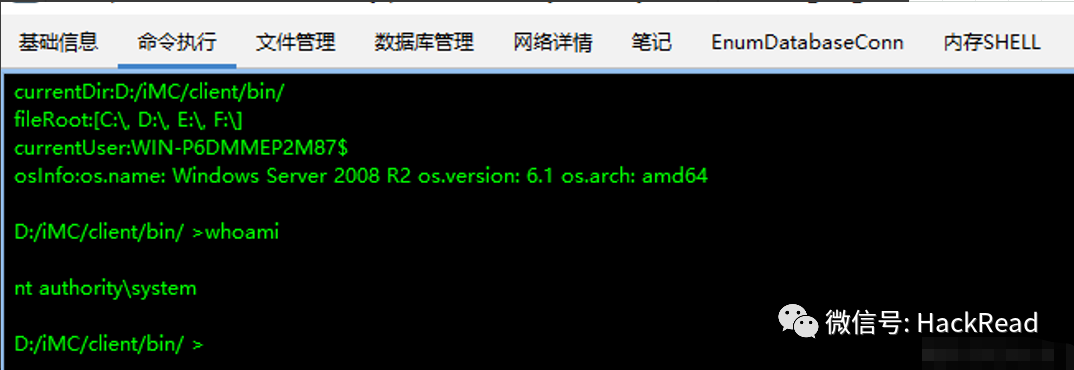 基础信息 命令执行 文件管理 数据库管理 网络详情 笔记 EnumDatabaseConn 内存SHELL
currentDir:D:/iMC/client/bin/
fileRoot:[C:\, D:\, E:\, F:\]
currentUser:WIN-P6DMMEP2M87$
osInfo:os.name: Windows Server 2008 R2 os.version: 6.1 os.arch: amd64
D:/iMC/client/bin/ >whoami
nt authority\system
微信号: HackRead
D:/iMC/client/bin/ >